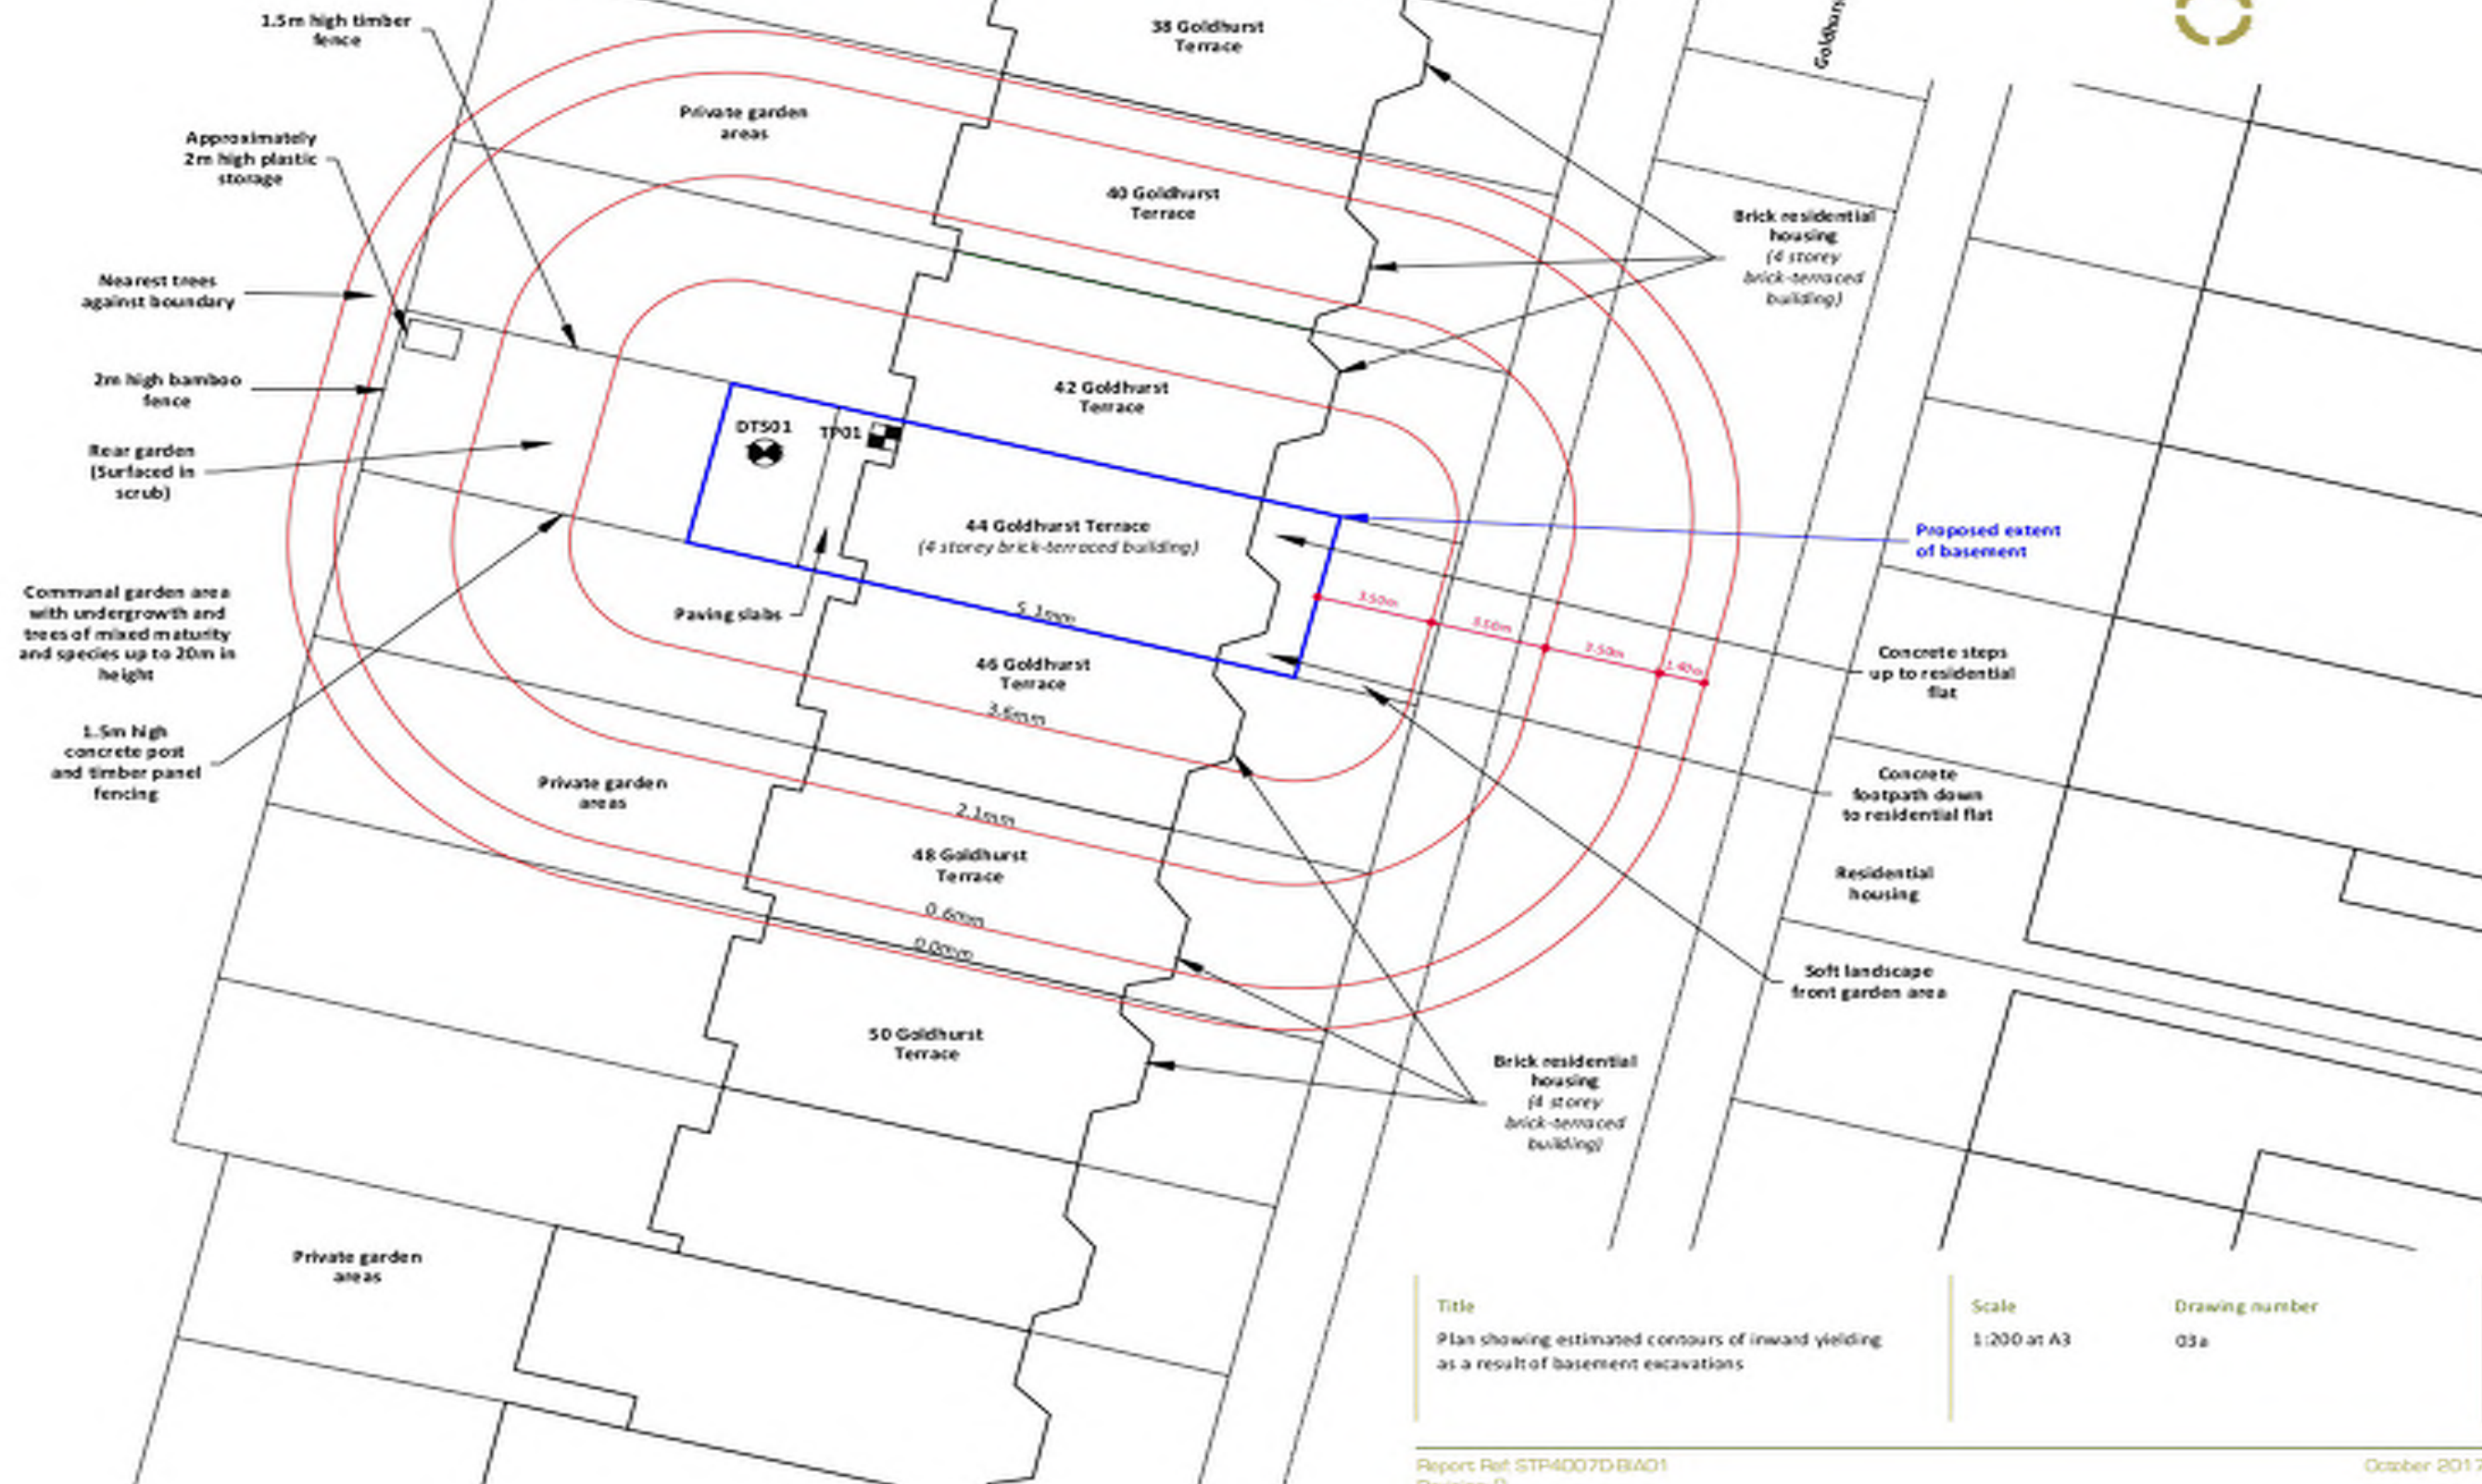 1.5m high timber
fence
38 Goldhurst
Terrace
Approximately
2m high plastic
storage
Private garden
areas
40 Goldhurst
Terrace
Brick residential
housing
(4 storey
brick-terraced
building)
Nearest trees
against boundary
2m high bamboo
fence
42 Goldhurst
Terrace
DTS01
TP01
Rear garden
(Surfaced in
scrub)
44 Goldhurst Terrace
(4 storey brick-terraced building)
Proposed extent
of basement
Communal garden area
with undergrowth and
trees of mixed maturity
and species up to 20m in
height
Paving slabs
5.1mm
3.50m
3.50m
3.50m
1.40m
46 Goldhurst
Terrace
3.6mm
Concrete steps
up to residential
flat
1.5m high
concrete post
and timber panel
fencing
Private garden
areas
2.1mm
Concrete
footpath down
to residential flat
48 Goldhurst
Terrace
Residential
housing
0.6mm
0.0mm
Soft landscape
front garden area
50 Goldhurst
Terrace
Brick residential
housing
(4 storey
brick-terraced
building)
Private garden
areas
Title
Plan showing estimated contours of inward yielding
as a result of basement excavations
Scale
1:200 at A3
Drawing number
03a
Report Ref: STP4007D-BIA01
October 2017